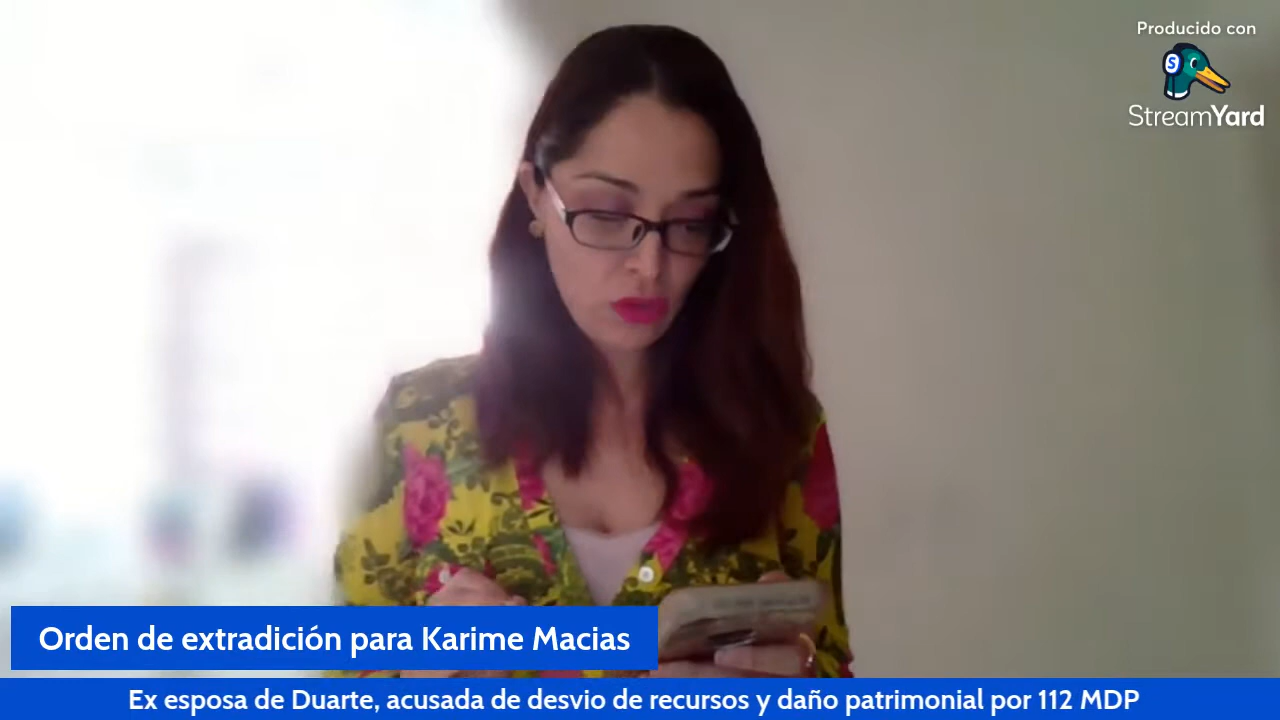 Producido con
StreamYard
Orden de extradición para Karime Macias
Ex esposa de Duarte, acusada de desvio de recursos y daño patrimonial por 112 MDP